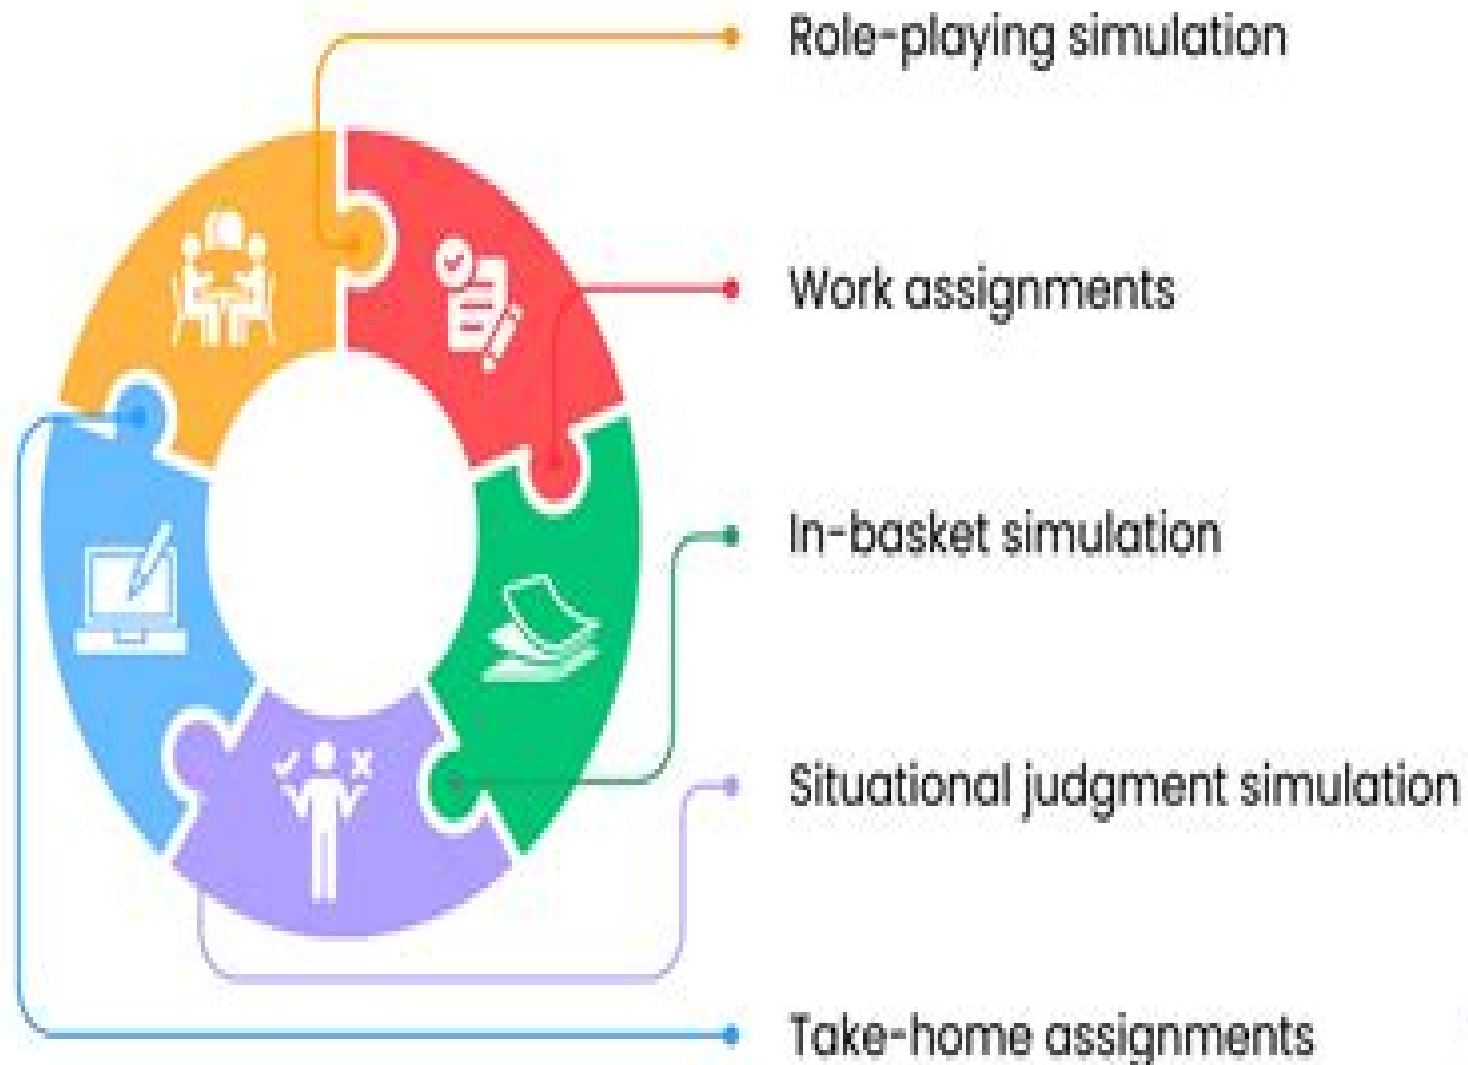 Role-playing simulation
Work assignments
In-basket simulation
Situational judgment simulation
Take-home assignments